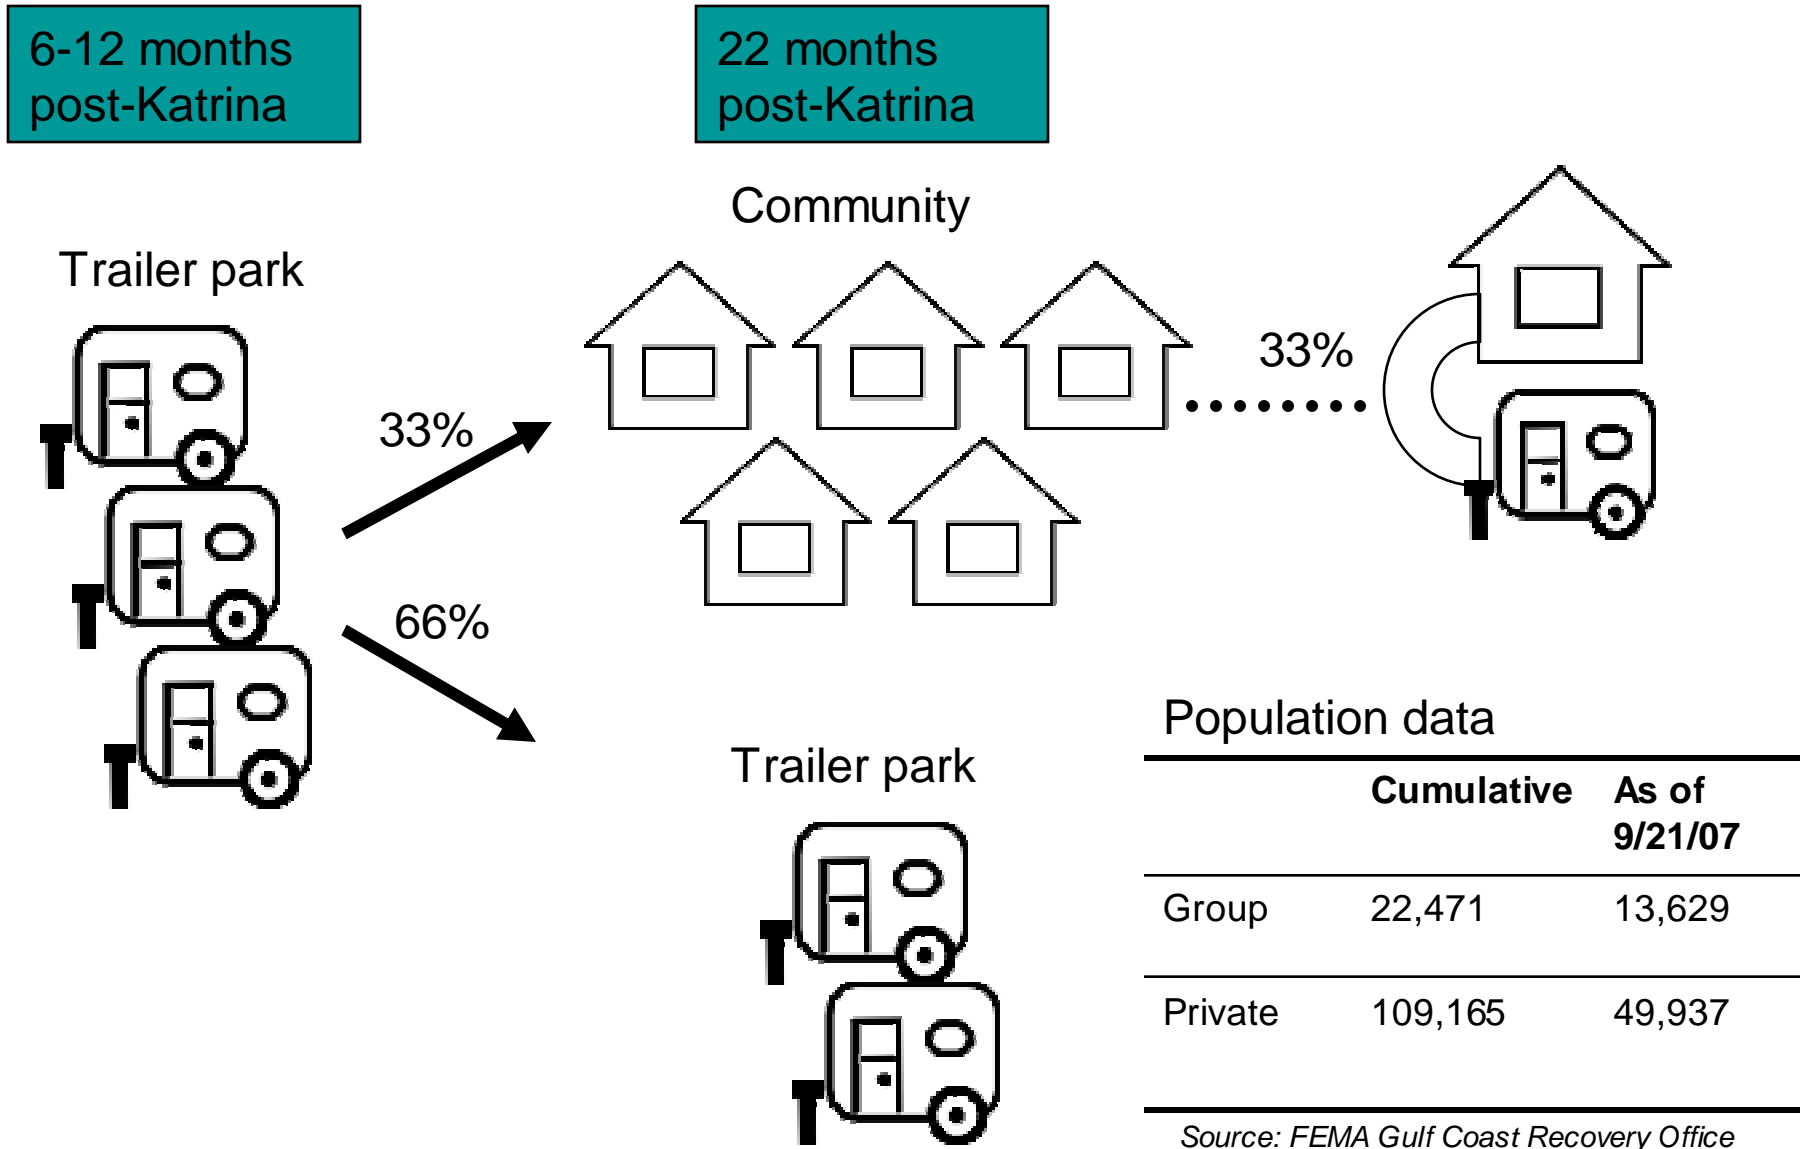 6-12 months
post-Katrina
22 months
post-Katrina
Community
Trailer park
33%
33%
66%
Trailer park
Population data
Cumulative As of
9/21/07
Group 22,471 13,629
Private 109,165 49,937
Source: FEMA Gulf Coast Recovery Office